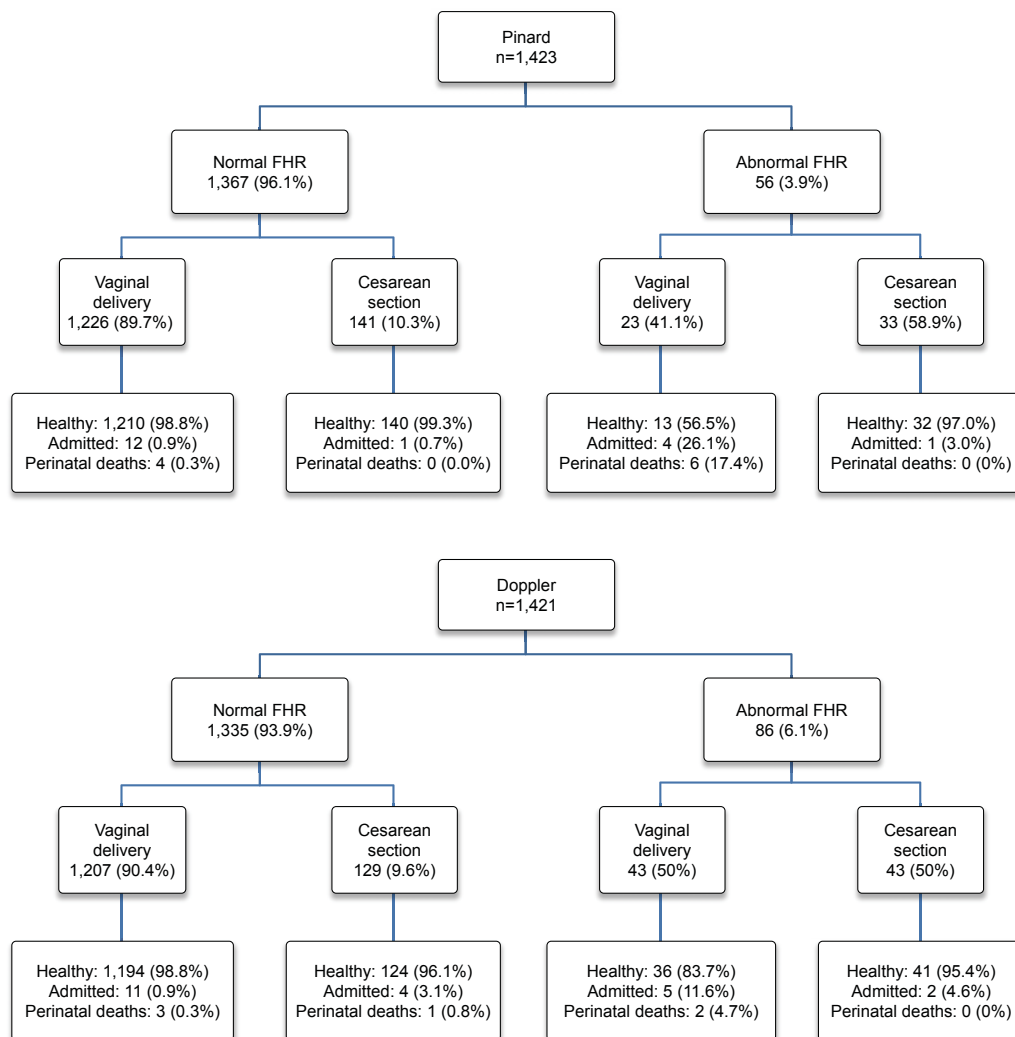 Pinard
n=1,423
Normal FHR
1,367 (96.1%)
Abnormal FHR
56 (3.9%)
Vaginal
delivery
1,226 (89.7%)
Cesarean
section
141 (10.3%)
Vaginal
delivery
23 (41.1%)
Cesarean
section
33 (58.9%)
Healthy: 1,210 (98.8%)
Admitted: 12 (0.9%)
Perinatal deaths: 4 (0.3%)
Healthy: 140 (99.3%)
Admitted: 1 (0.7%)
Perinatal deaths: 0 (0.0%)
Healthy: 13 (56.5%)
Admitted: 4 (26.1%)
Perinatal deaths: 6 (17.4%)
Healthy: 32 (97.0%)
Admitted: 1 (3.0%)
Perinatal deaths: 0 (0%)
Doppler
n=1,421
Normal FHR
1,335 (93.9%)
Abnormal FHR
86 (6.1%)
Vaginal
delivery
1,207 (90.4%)
Cesarean
section
129 (9.6%)
Vaginal
delivery
43 (50%)
Cesarean
section
43 (50%)
Healthy: 1,194 (98.8%)
Admitted: 11 (0.9%)
Perinatal deaths: 3 (0.3%)
Healthy: 124 (96.1%)
Admitted: 4 (3.1%)
Perinatal deaths: 1 (0.8%)
Healthy: 36 (83.7%)
Admitted: 5 (11.6%)
Perinatal deaths: 2 (4.7%)
Healthy: 41 (95.4%)
Admitted: 2 (4.6%)
Perinatal deaths: 0 (0%)